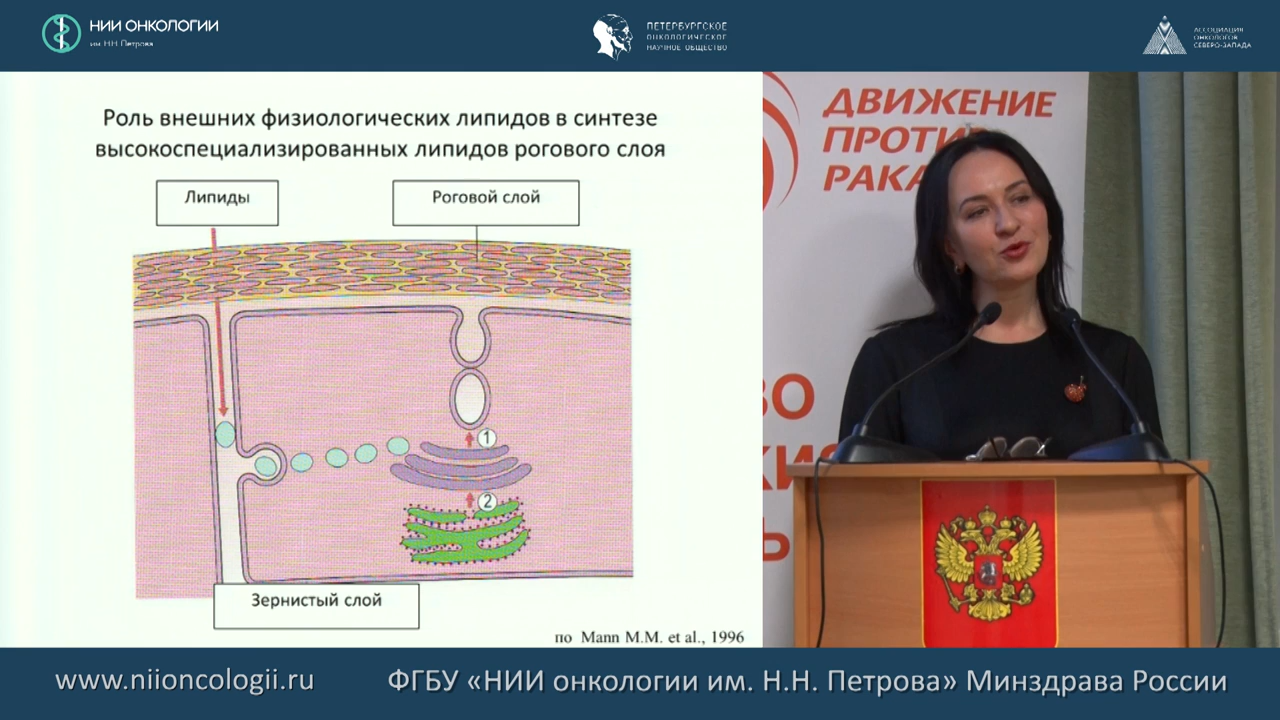 НИИ ОНКОЛОГИИ
им. Н.Н. Петрова
ПЕТЕРБУРГСКОЕ
ОНКОЛОГИЧЕСКОЕ
НАУЧНОЕ ОБЩЕСТВО
АССОЦИАЦИЯ
ОНКОЛОГОВ
СЕВЕРО-ЗАПАДА
Роль внешних физиологических липидов в синтезе
высокоспециализированных липидов рогового слоя
Липиды
Роговой слой
1
2
Зернистый слой
по Mann M.M. et al., 1996
ДВИЖЕНИЕ
ПРОТИВ
РАКА
www.niioncologii.ru
ФГБУ «НИИ онкологии им. Н.Н. Петрова» Минздрава России